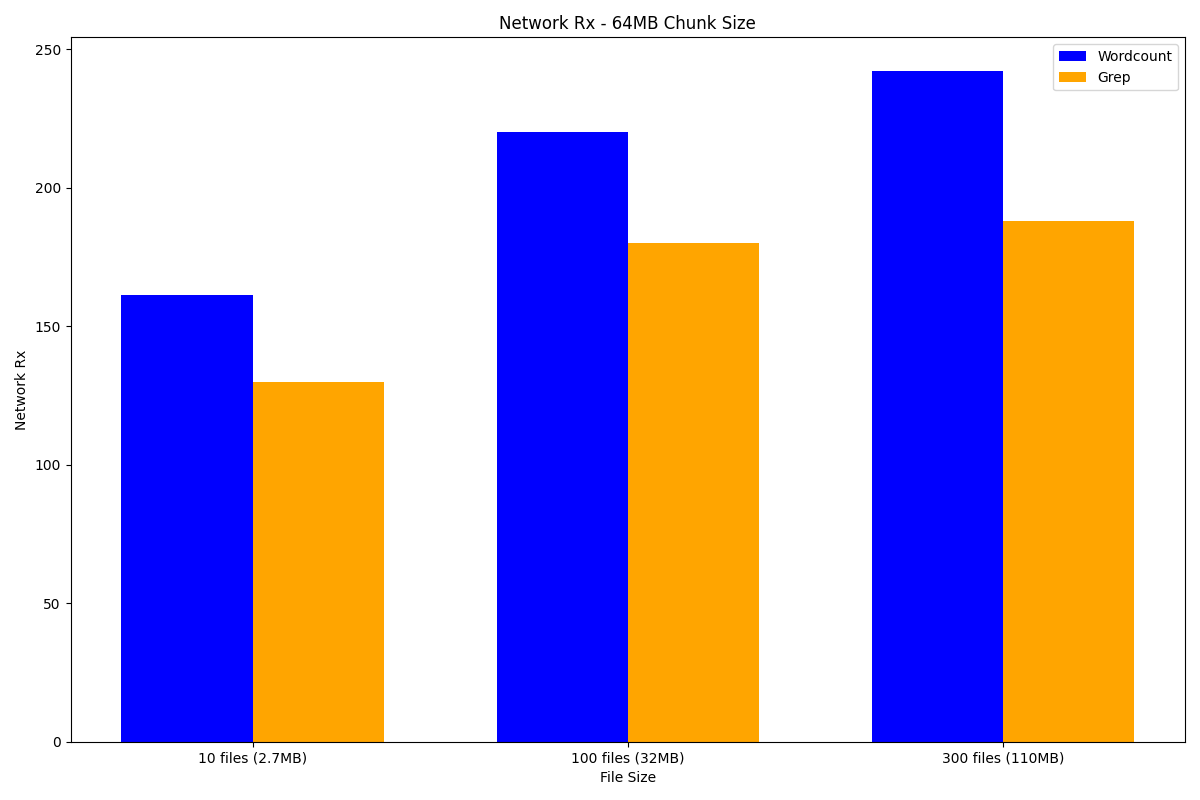 Network Rx - 64MB Chunk Size
Wordcount
Grep
Network Rx
250
200
150
100
50
0
10 files (2.7MB)
100 files (32MB)
300 files (110MB)
File Size